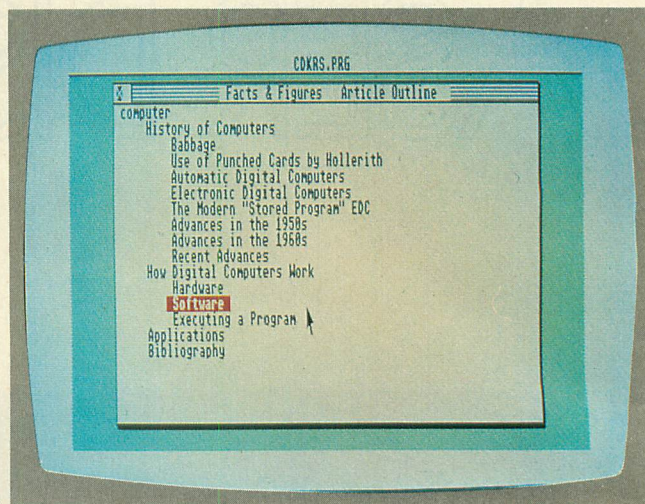 CDKRS.PRG
Facts & Figures Article Outline
computer
History of Computers
Babbage
Use of Punched Cards by Hollerith
Automatic Digital Computers
Electronic Digital Computers
The Modern "Stored Program" EDC
Advances in the 1950s
Advances in the 1960s
Recent Advances
How Digital Computers Work
Hardware
Software
Executing a Program
Applications
Bibliography